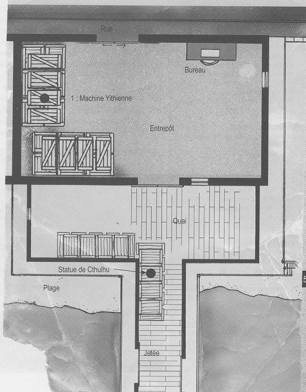 Rue
Bureau
1 : Machine Yithienne
Entrepôt
Quai
Statue de Cthulhu
Plage
Jetée